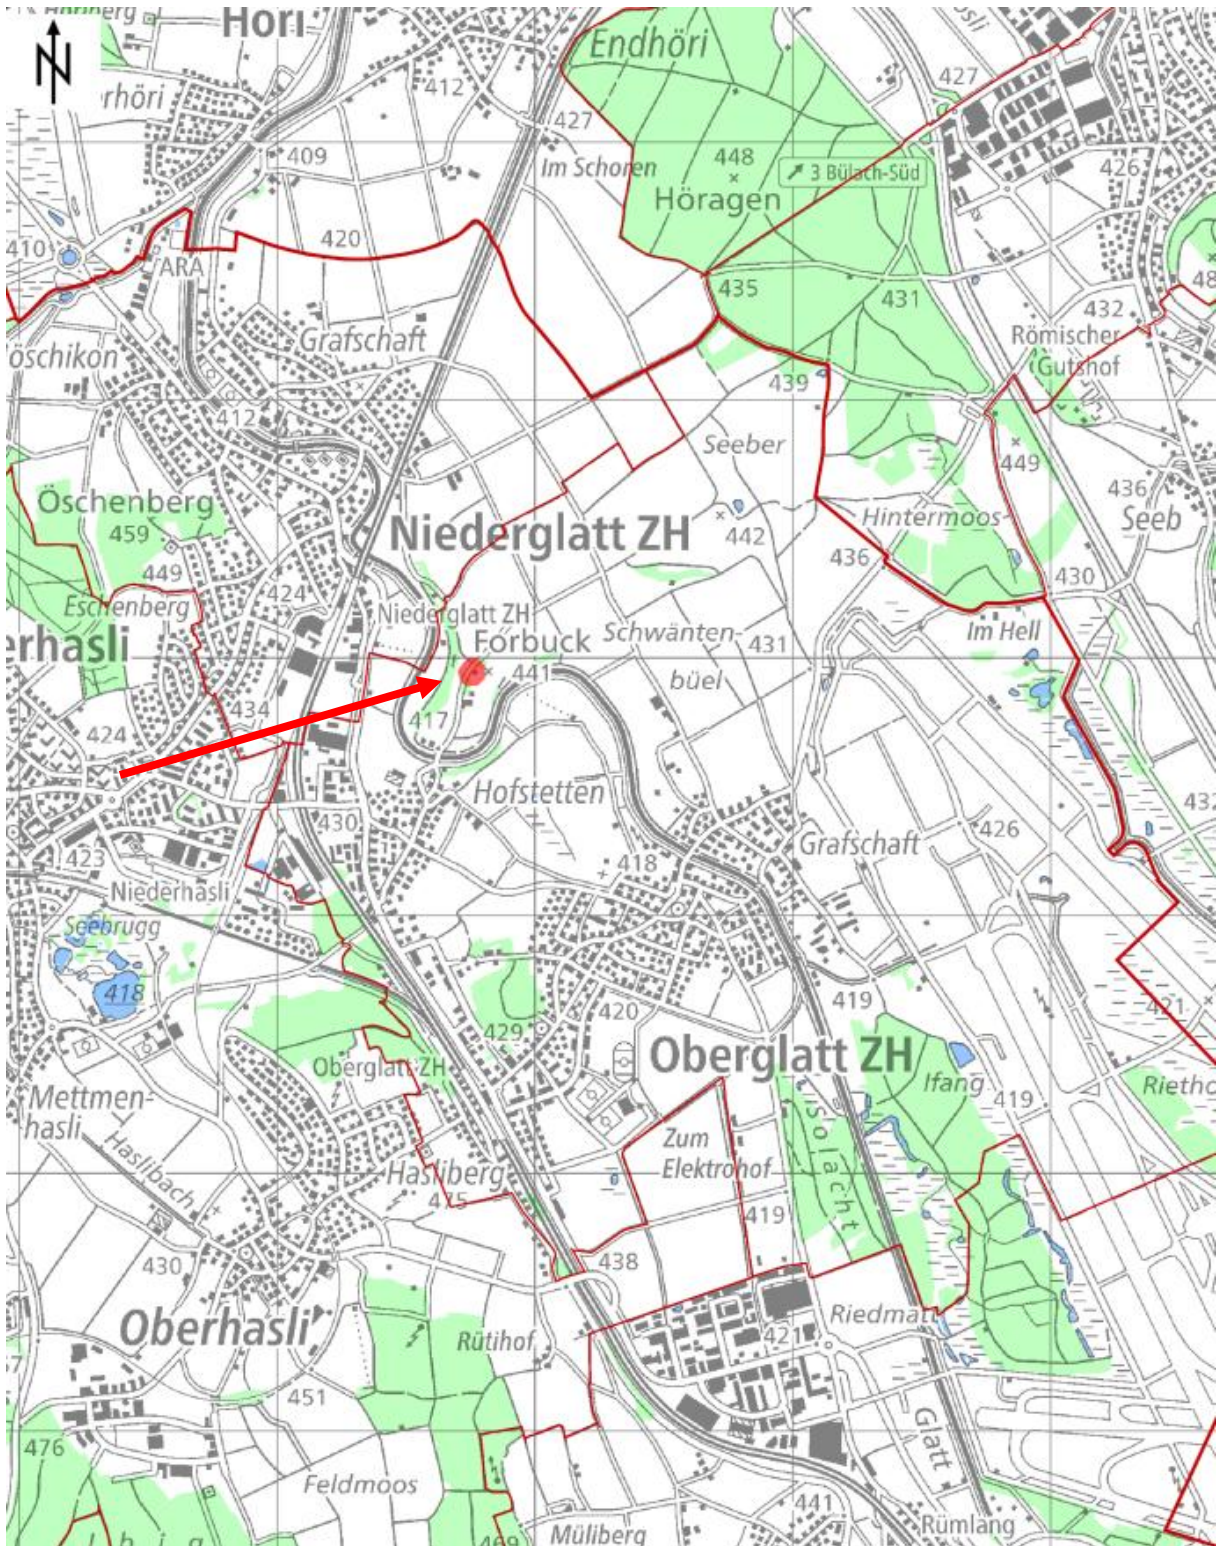 N
Höri
Endhöri
412
427
427
409
Im Schoren
448
3 Bülach-Süd
426
Höragen
410
420
ARA
435
431
432
Grafschaft
Römischer
Gutshof
439
412
Seeber
449
436
Öschenberg
459
Hintermoos
Seeb
442
Niederglatt ZH
449
424
436
430
Eschenberg
Niederglatt ZH
Forbuck
Schwänten-
431
Im Hell
441
büel
434
417
424
Hofstetten
430
426
Grafschaft
423
418
Niederhasli
Seebrugg
418
419
421
420
429
Oberglatt ZH
Oberglatt ZH
Ifang
419
Mettmen-
hasli
Zum
Elektrohof
Isolacht
Haslibach
Hasliberg
475
419
430
438
Oberhasli
Riedmatt
421
Rütihof
451
476
Glatt
Feldmoos
441
Müliberg
Rümlang